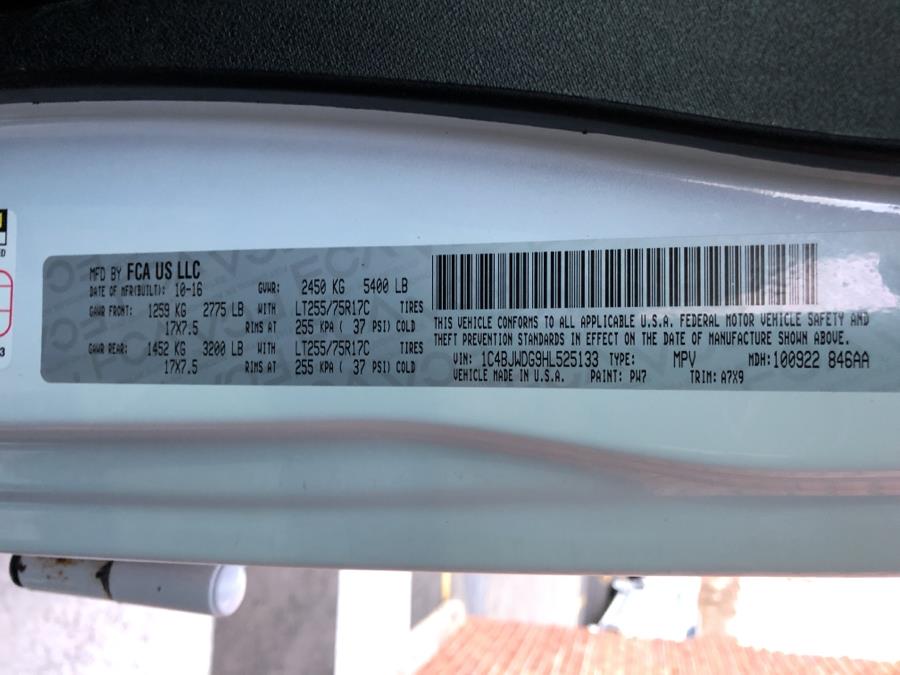 MFD BY FCA US LLC
DATE OF MFR(BUILT): 10-16 GVWR: 2450 KG 5400 LB
GAWR FRONT: 1259 KG 2775 LB WITH LT255/75R17C TIRES
17X7.5 RIMS AT 255 KPA ( 37 PSI) COLD
GAWR REAR: 1452 KG 3200 LB WITH LT255/75R17C TIRES
17X7.5 RIMS AT 255 KPA ( 37 PSI) COLD
THIS VEHICLE CONFORMS TO ALL APPLICABLE U.S.A. FEDERAL MOTOR VEHICLE SAFETY AND
THEFT PREVENTION STANDARDS IN EFFECT ON THE DATE OF MANUFACTURE SHOWN ABOVE.
VIN: 1C4BJWDG9HL525133 TYPE: MPV MDH: 100922 846AA
VEHICLE MADE IN U.S.A. PAINT: PW7 TRIM: A7X9